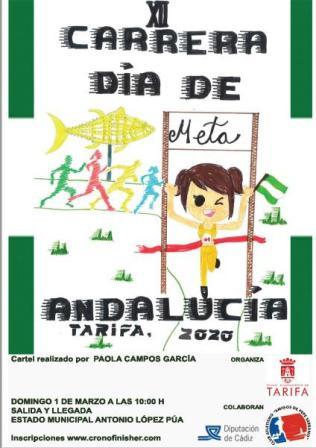 XII
CARRERA
DÍA DE
Meta
ANDALUCÍA
TARIFA, 2020
Cartel realizado por PAOLA CAMPOS GARCÍA
ORGANIZA
TARIFA
DOMINGO 1 DE MARZO A LAS 10:00 H
SALIDA Y LLEGADA
ESTADO MUNICIPAL ANTONIO LÓPEZ PÚA
COLABORAN
Diputación
de Cádiz
Inscripciones www.cronofinisher.com